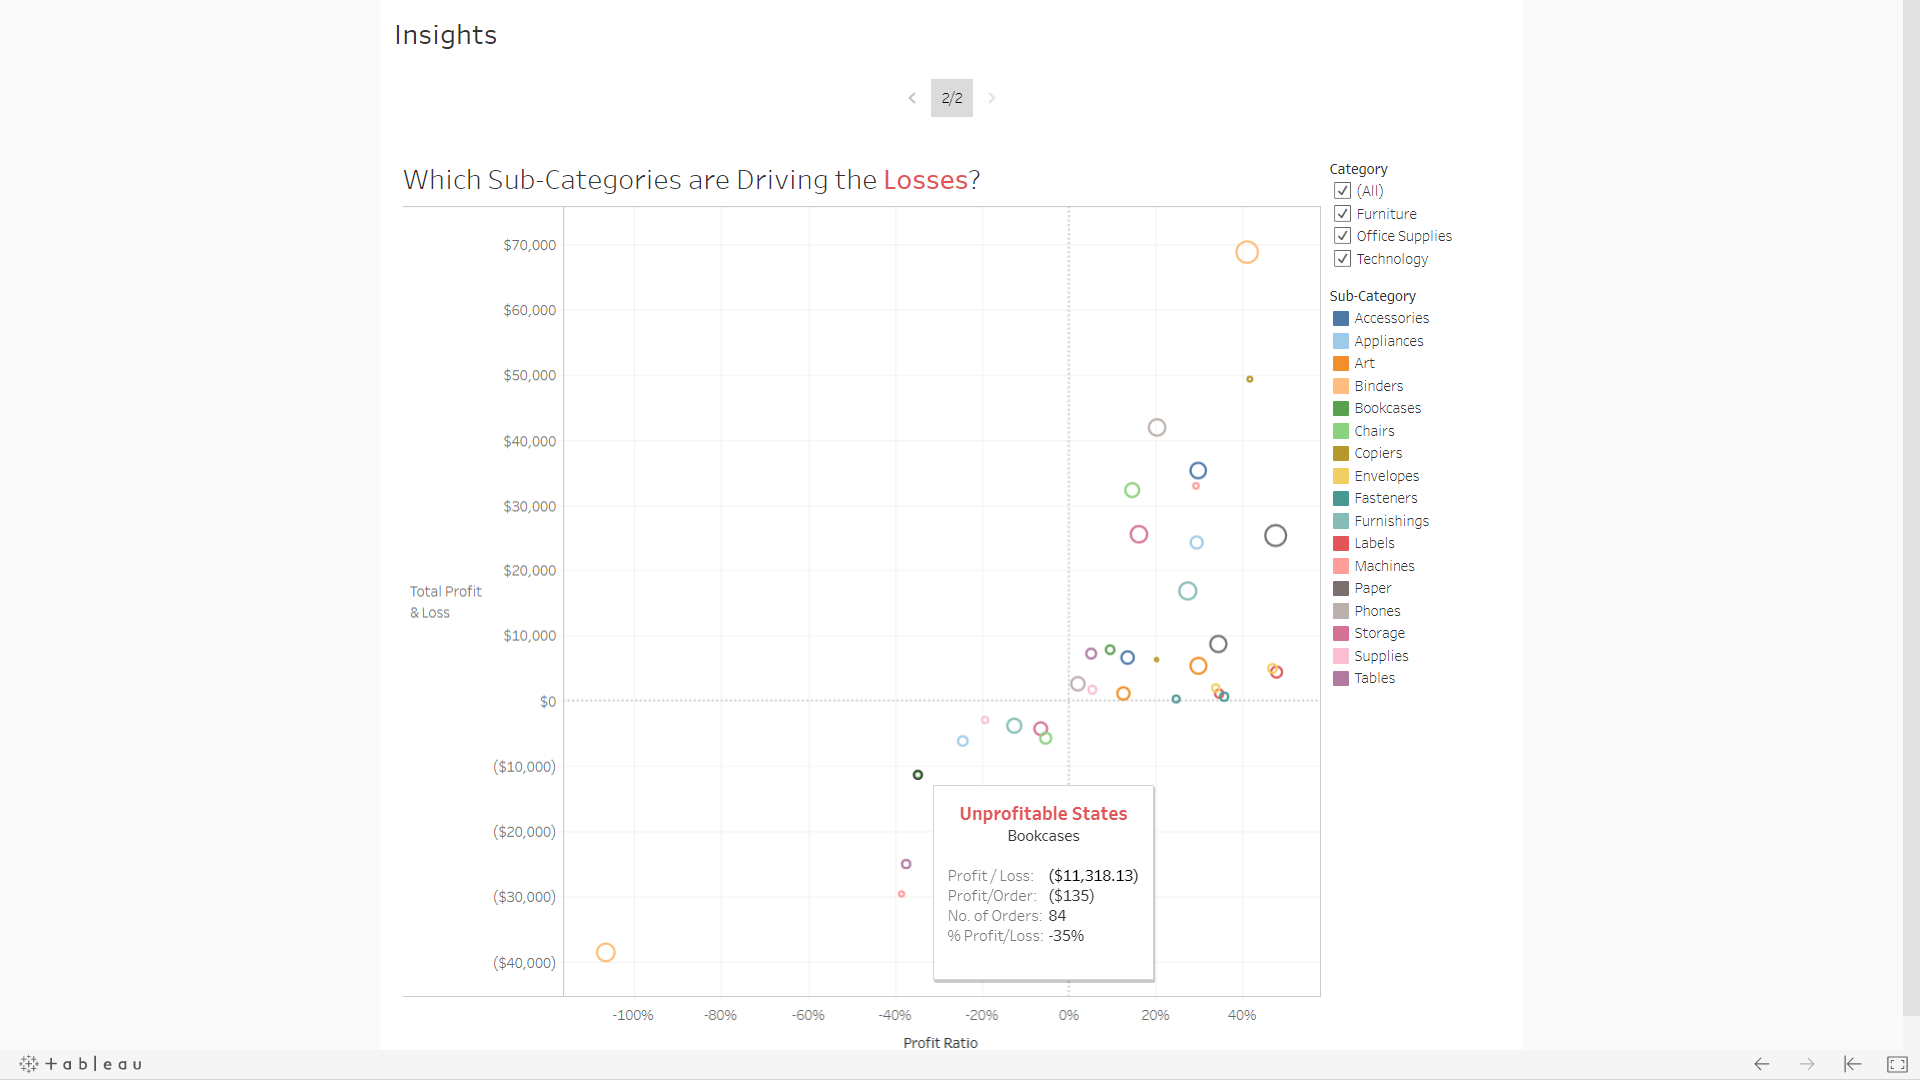 Insights
2/2
Which Sub-Categories are Driving the Losses?
$70,000
$60,000
$50,000
$40,000
$30,000
$20,000
$10,000
$0
($10,000)
($20,000)
($30,000)
($40,000)
Total Profit
& Loss
Unprofitable States
Bookcases
Profit / Loss: ($11,318.13)
Profit/Order: ($135)
No. of Orders: 84
% Profit/Loss: -35%
-100% -80% -60% -40% -20% 0% 20% 40%
Profit Ratio
Category
(All)
Furniture
Office Supplies
Technology
Sub-Category
Accessories
Appliances
Art
Binders
Bookcases
Chairs
Copiers
Envelopes
Fasteners
Furnishings
Labels
Machines
Paper
Phones
Storage
Supplies
Tables
+ableau